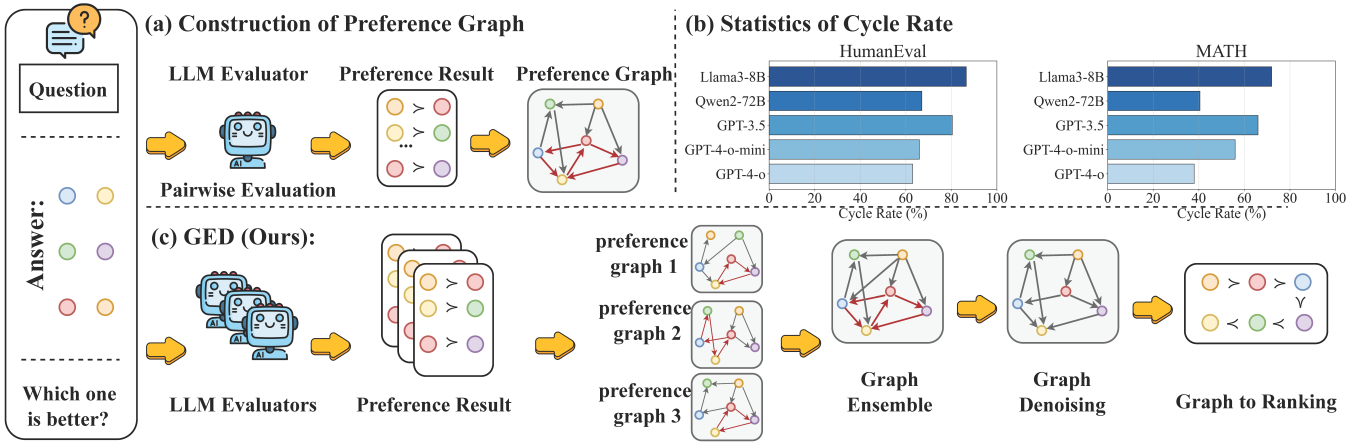 Question
Answer:
Which one
is better?
(a) Construction of Preference Graph
LLM Evaluator
Preference Result
Preference Graph
AI
≻
≻
...
≻
Pairwise Evaluation
(b) Statistics of Cycle Rate
HumanEval
Llama3-8B
Qwen2-72B
GPT-3.5
GPT-4-o-mini
GPT-4-o
0 20 40 60 80 100
Cycle Rate (%)
MATH
Llama3-8B
Qwen2-72B
GPT-3.5
GPT-4-o-mini
GPT-4-o
0 20 40 60 80 100
Cycle Rate (%)
(c) GED (Ours):
AI
AI
AI
LLM Evaluators
≻
≻
≻
Preference Result
preference
graph 1
preference
graph 2
preference
graph 3
Graph
Ensemble
Graph
Denoising
≻ ≻
≻
≺ ≺
Graph to Ranking